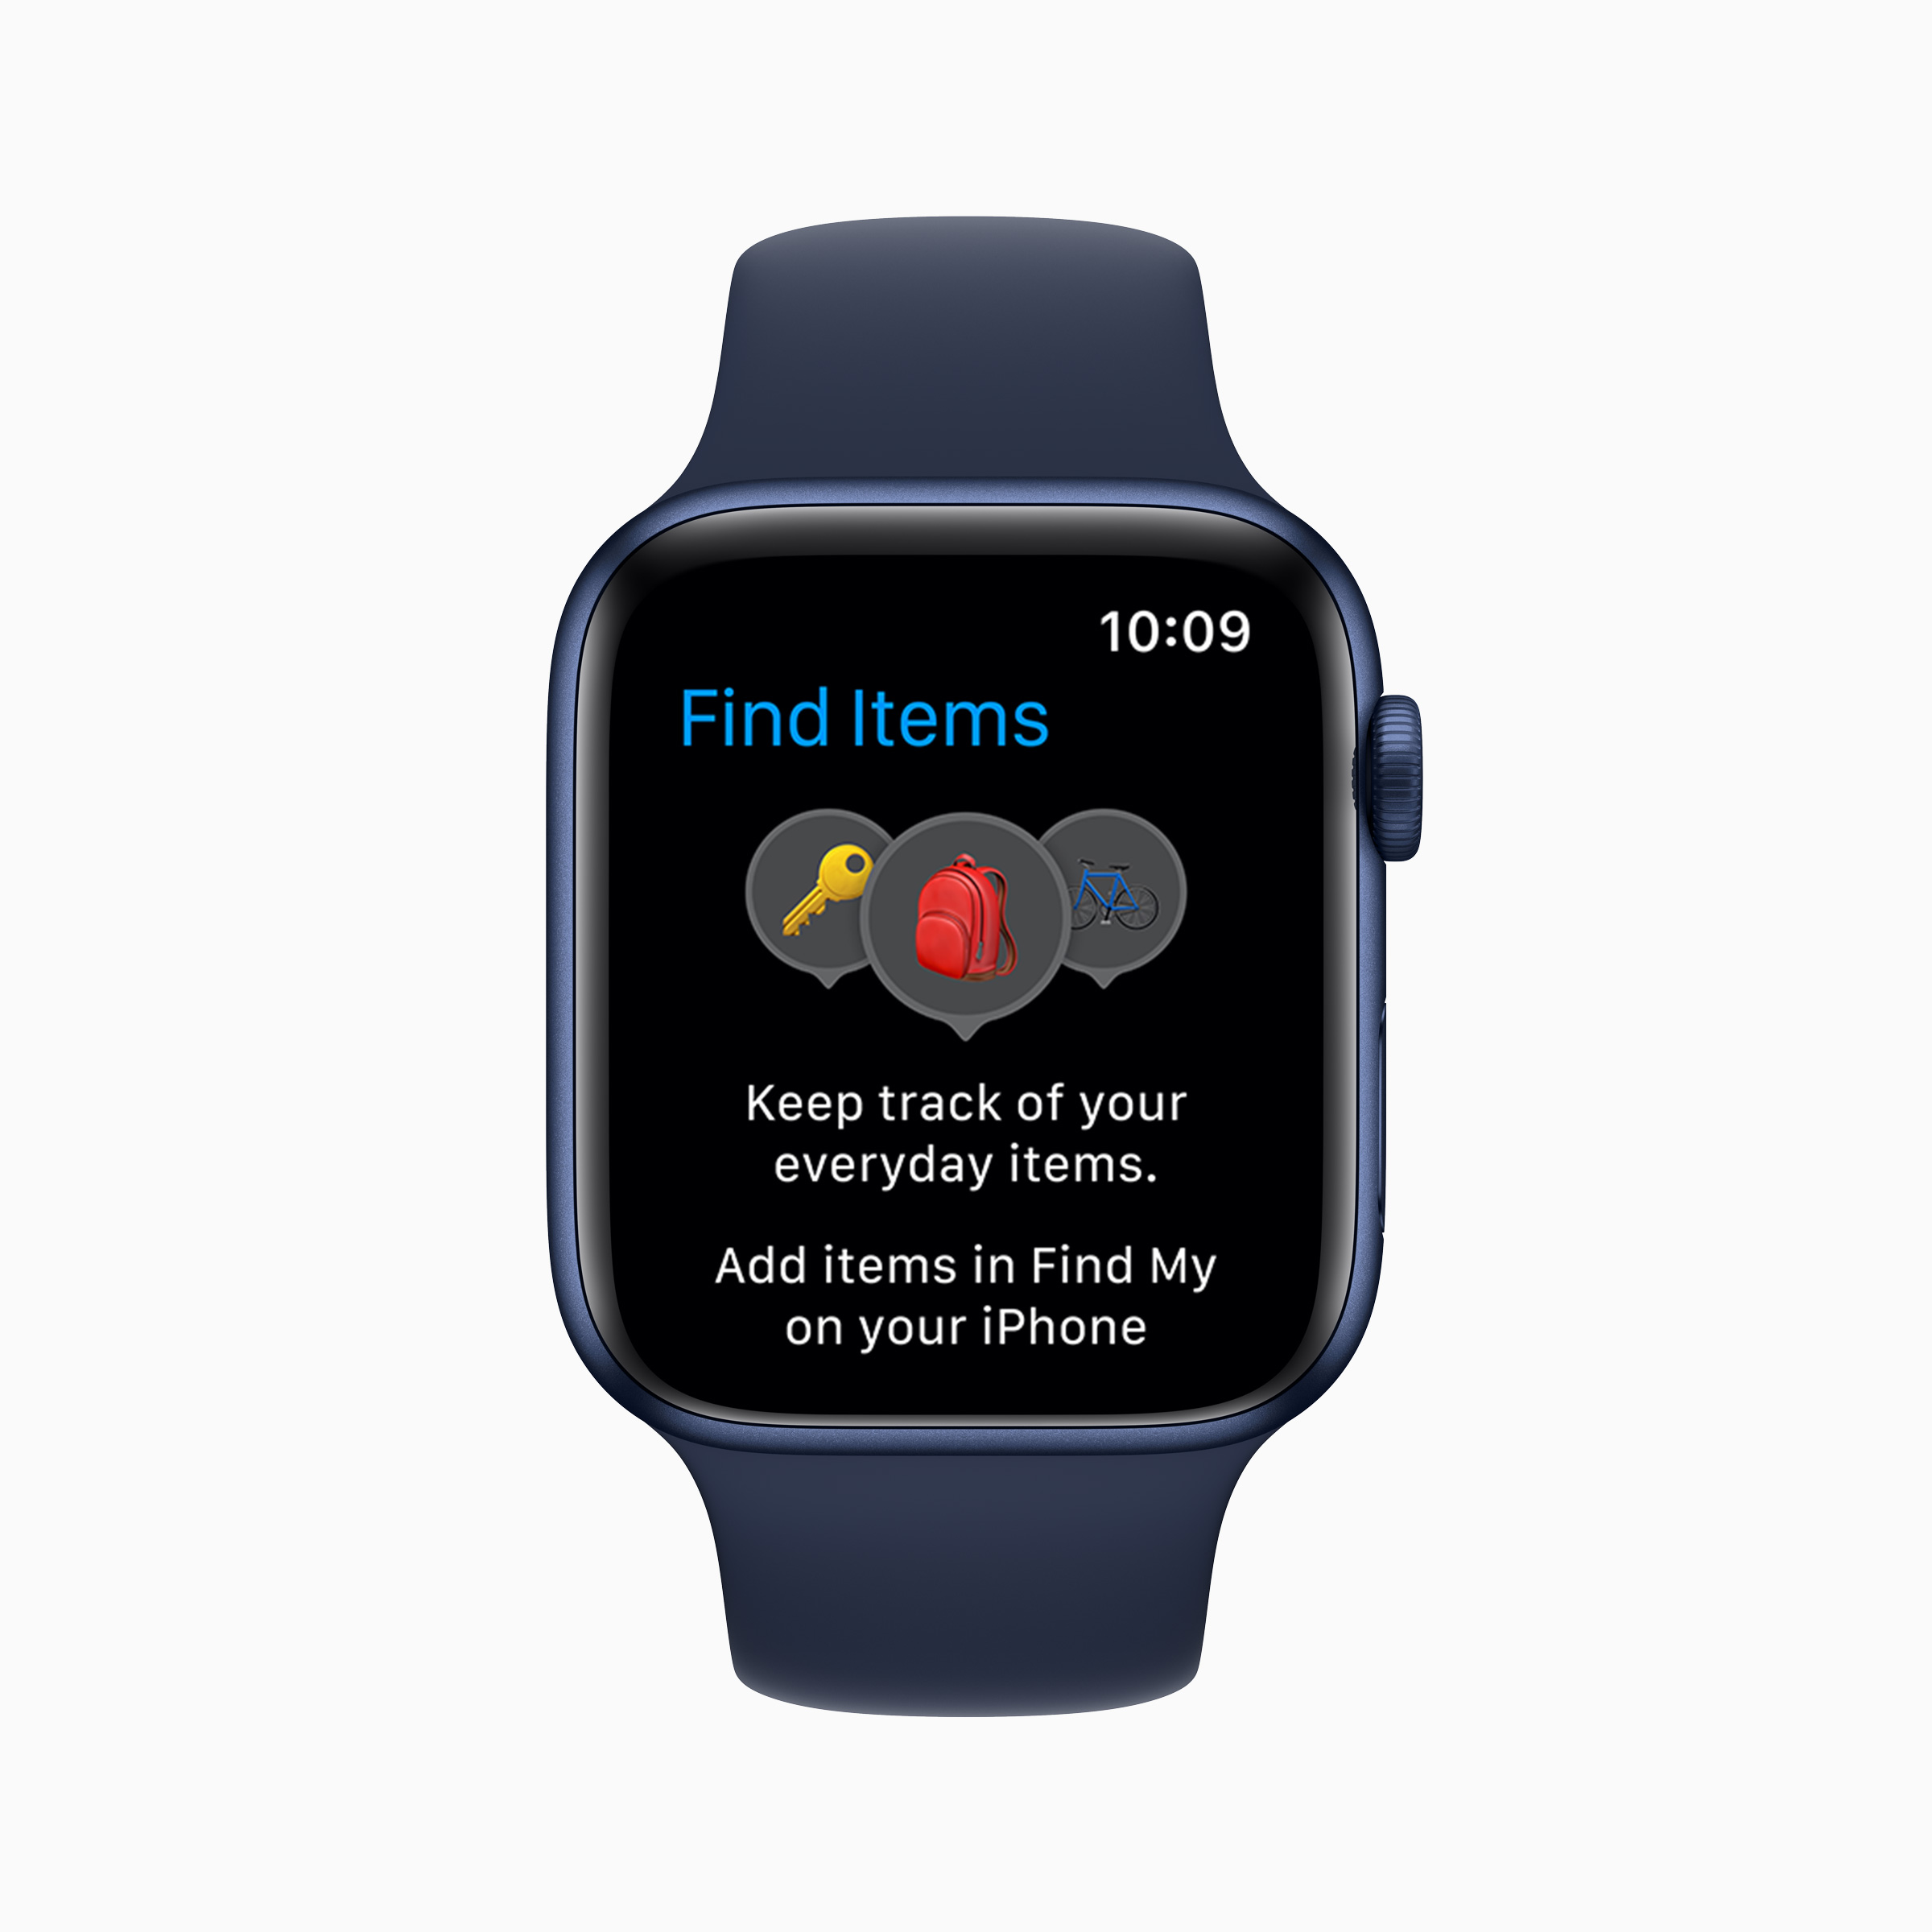 10:09
Find Items
Keep track of your
everyday items.
Add items in Find My
on your iPhone